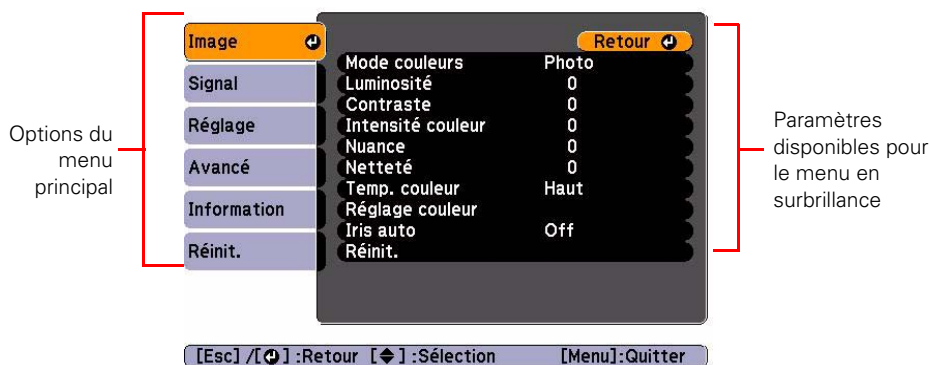 Options du
menu
principal
Image
Signal
Réglage
Avancé
Information
Réinit.
Retour
Mode couleurs Photo
Luminosité 0
Contraste 0
Intensité couleur 0
Nuance 0
Netteté 0
Temp. couleur Haut
Réglage couleur
Iris auto Off
Réinit.
Paramètres
disponibles pour
le menu en
surbrillance
[Esc] /[⏎] :Retour [◆] :Sélection [Menu]:Quitter